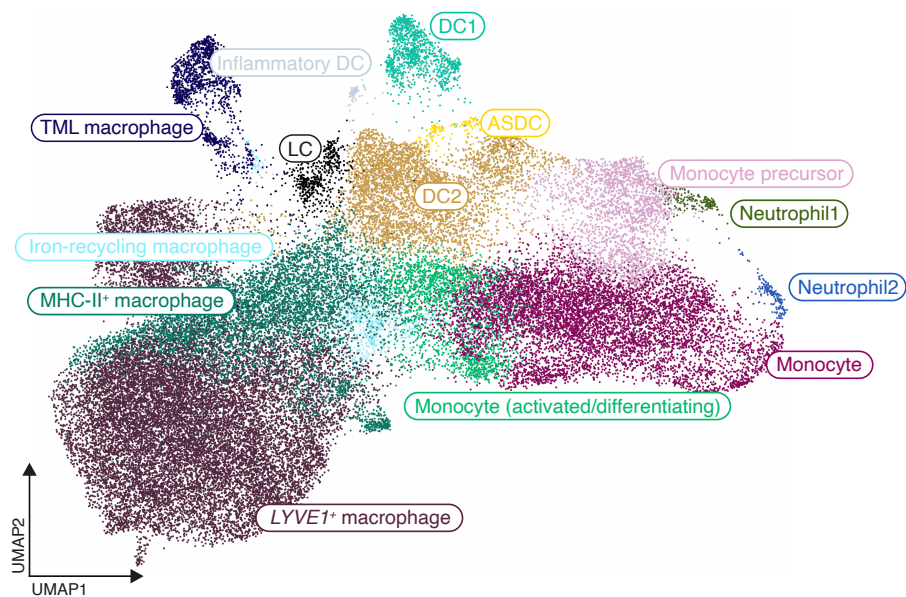 DC1
Inflammatory DC
TML macrophage
ASDC
LC
Monocyte precursor
DC2
Neutrophil1
Iron-recycling macrophage
MHC-II⁺ macrophage
Neutrophil2
Monocyte
Monocyte (activated/differentiating)
LYVE1⁺ macrophage
UMAP2
UMAP1